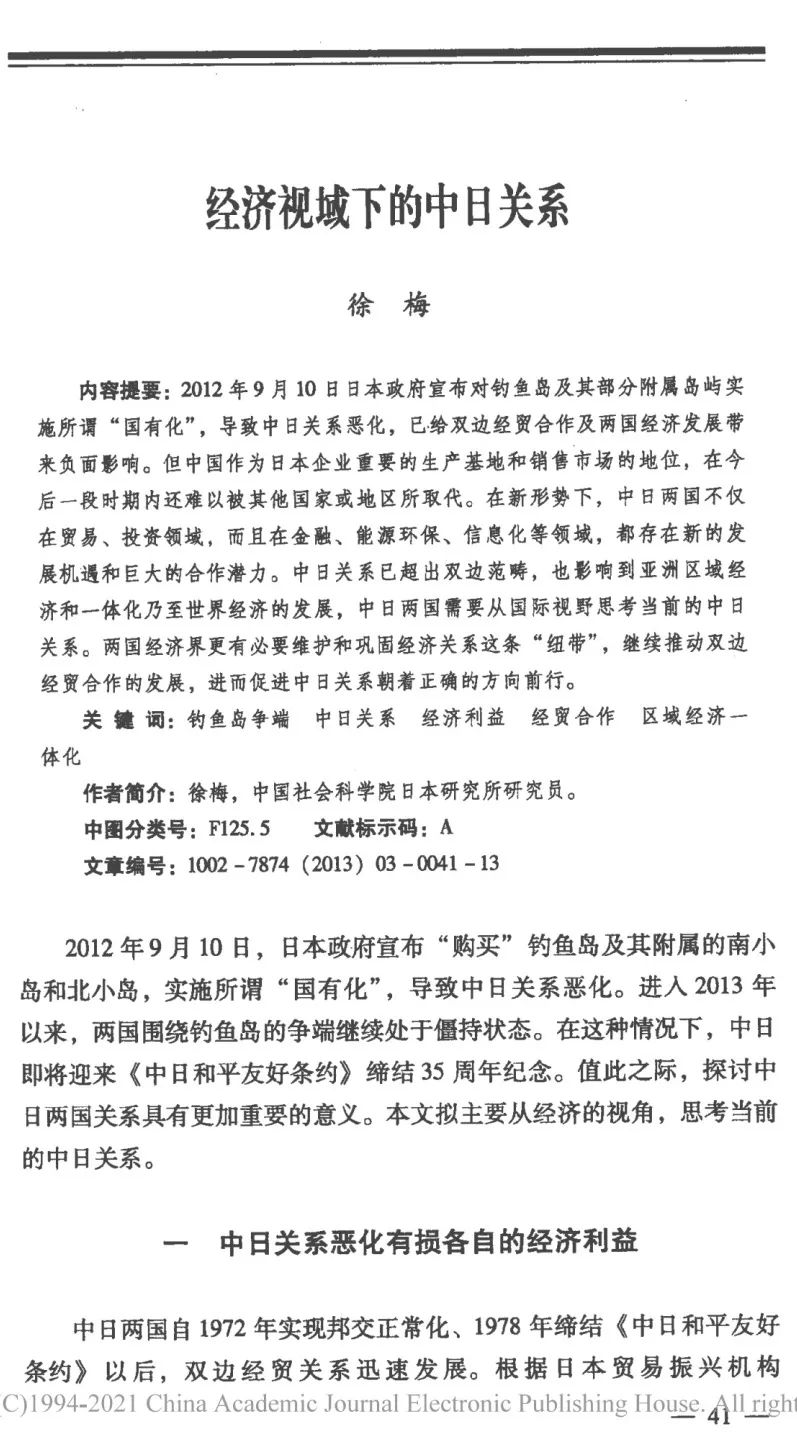 经济视域下的中日关系
徐 梅
内容提要：2012 年 9 月 10 日日本政府宣布对钓鱼岛及其部分附属岛屿实
施所谓“国有化”，导致中日关系恶化，已给双边经贸合作及两国经济发展带
来负面影响。但中国作为日本企业重要的生产基地和销售市场的地位，在今
后一段时期内还难以被其他国家或地区所取代。在新形势下，中日两国不仅
在贸易、投资领域，而且在金融、能源环保、信息化等领域，都存在新的发
展机遇和巨大的合作潜力。中日关系已超出双边范畴，也影响到亚洲区域经
济和一体化乃至世界经济的发展，中日两国需要从国际视野思考当前的中日
关系。两国经济界更有必要维护和巩固经济关系这条“纽带”，继续推动双边
经贸合作的发展，进而促进中日关系朝着正确的方向前行。
关 键 词：钓鱼岛争端 中日关系 经济利益 经贸合作 区域经济一
体化
作者简介：徐梅，中国社会科学院日本研究所研究员。
中图分类号：F125.5 文献标示码：A
文章编号：1002－7874（2013）03－0041－13
2012 年 9 月 10 日，日本政府宣布“购买”钓鱼岛及其附属的南小
岛和北小岛，实施所谓“国有化”，导致中日关系恶化。进入 2013 年
以来，两国围绕钓鱼岛的争端继续处于僵持状态。在这种情况下，中日
即将迎来《中日和平友好条约》缔结 35 周年纪念。值此之际，探讨中
日两国关系具有更加重要的意义。本文拟主要从经济的视角，思考当前
的中日关系。
一 中日关系恶化有损各自的经济利益
中日两国自 1972 年实现邦交正常化、1978 年缔结《中日和平友好
条约》以后，双边经贸关系迅速发展。根据日本贸易振兴机构
(C)1994-2021 China Academic Journal Electronic Publishing House. All right
— 41 —